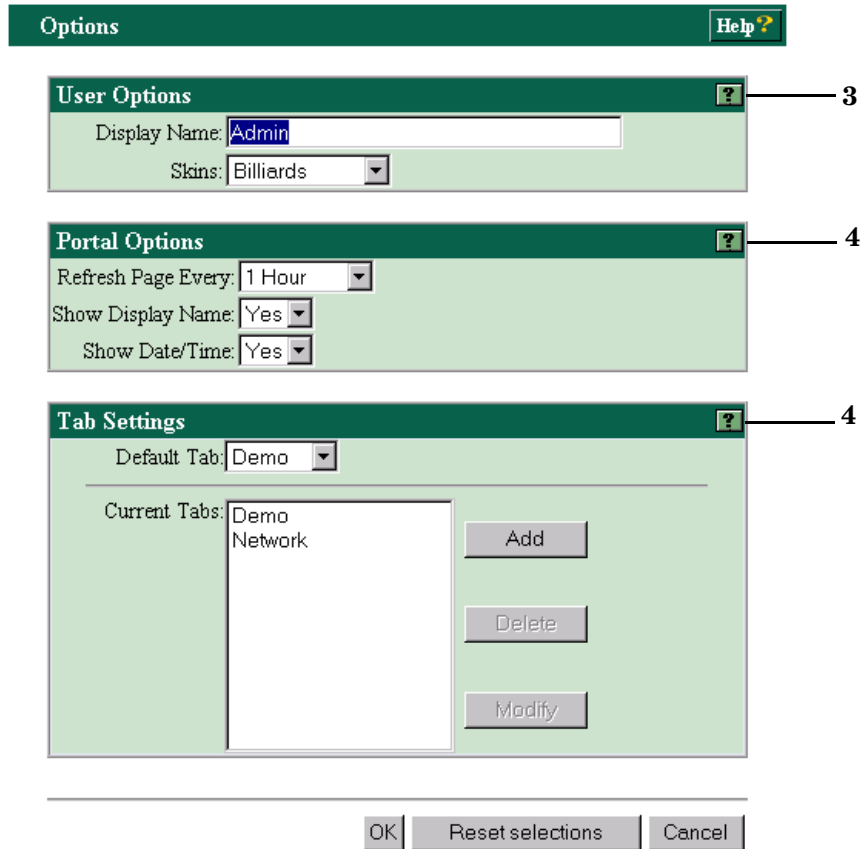 Options
Help?
User Options
?
3
Display Name: Admin
Skins: Billiards
Portal Options
?
4
Refresh Page Every: 1 Hour
Show Display Name: Yes
Show Date/Time: Yes
Tab Settings
?
4
Default Tab: Demo
Current Tabs: Demo
Network
Add
Delete
Modify
OK
Reset selections
Cancel